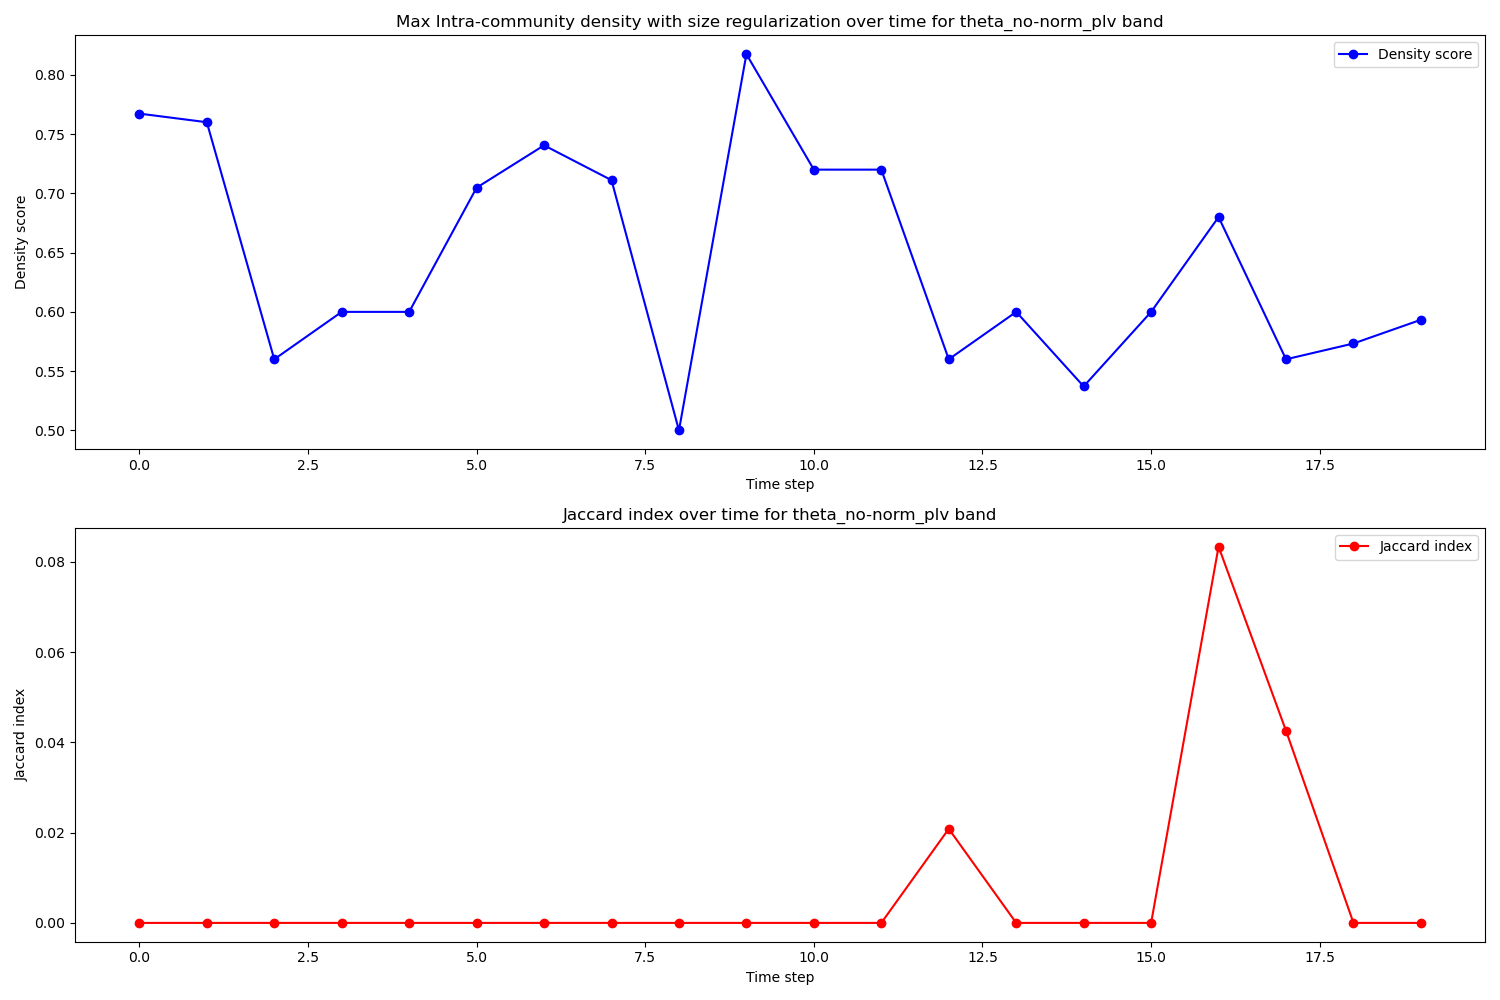 Max Intra-community density with size regularization over time for theta_no-norm_plv band
Density score
0.80
0.75
0.70
0.65
0.60
0.55
0.50
Density score
0.0 2.5 5.0 7.5 10.0 12.5 15.0 17.5
Time step
Jaccard index over time for theta_no-norm_plv band
Jaccard index
0.08
0.06
0.04
0.02
0.00
Jaccard index
0.0 2.5 5.0 7.5 10.0 12.5 15.0 17.5
Time step